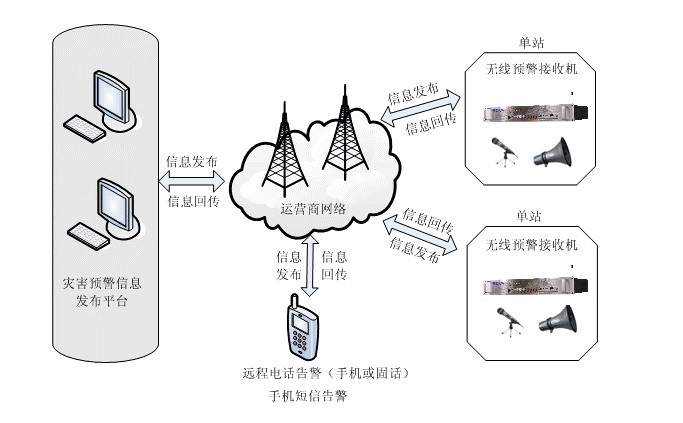 灾害预警信息
发布平台
信息发布
信息回传
运营商网络
信息
发布
信息
回传
远程电话告警（手机或固话）
手机短信告警
信息发布
信息回传
单站
无线预警接收机
信息回传
信息发布
单站
无线预警接收机